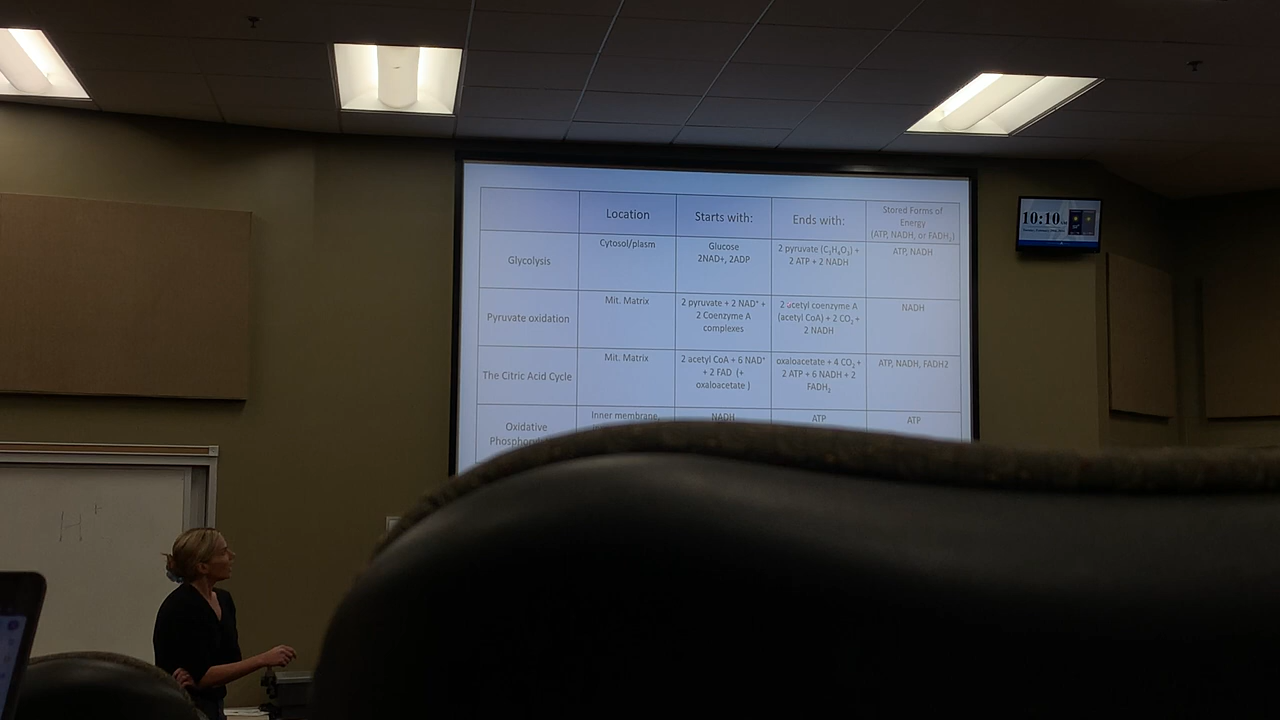 Location
Starts with:
Ends with:
Stored Forms of
Energy
(ATP, NADH, or FADH₂)
Glycolysis
Cytosol/plasm
Glucose
2NAD+, 2ADP
2 pyruvate (C₃H₄O₃) +
2 ATP + 2 NADH
ATP, NADH
Pyruvate oxidation
Mit. Matrix
2 pyruvate + 2 NAD⁺ +
2 Coenzyme A
complexes
2 acetyl coenzyme A
(acetyl CoA) + 2 CO₂ +
2 NADH
NADH
The Citric Acid Cycle
Mit. Matrix
2 acetyl CoA + 6 NAD⁺
+ 2 FAD (+
oxaloacetate )
oxaloacetate + 4 CO₂ +
2 ATP + 6 NADH + 2
FADH₂
ATP, NADH, FADH2
Oxidative
Inner membrane,
NADH
ATP
ATP
10:10
H